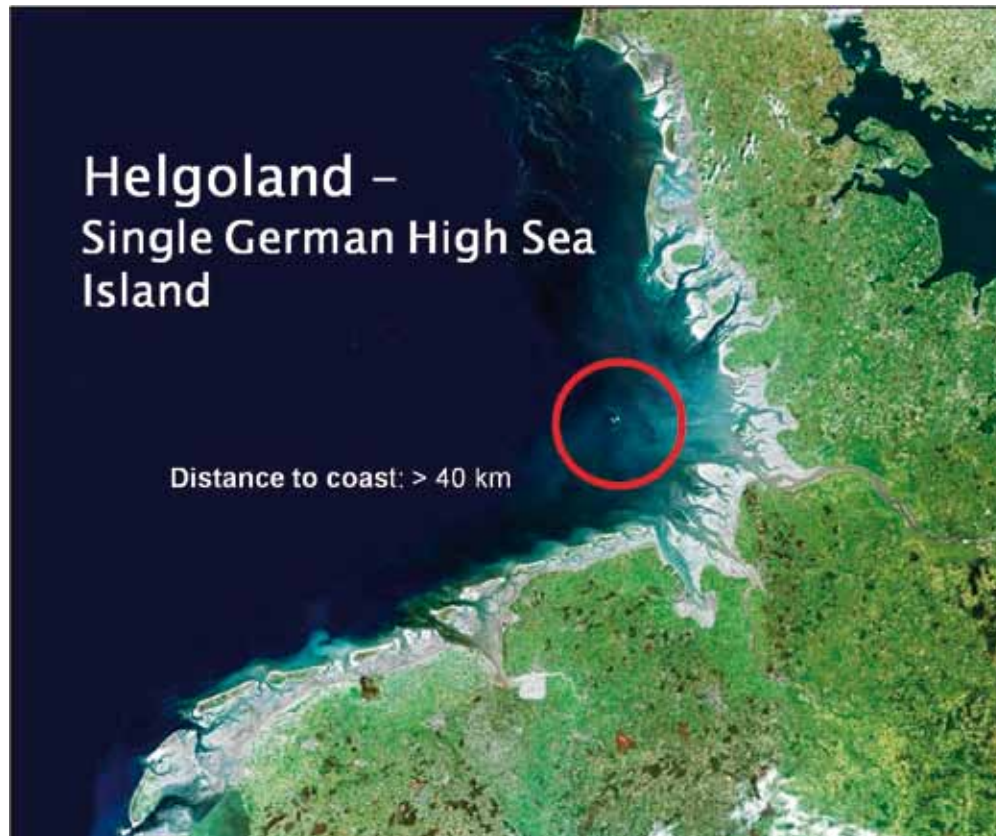 Helgoland –
Single German High Sea
Island
Distance to coast: > 40 km